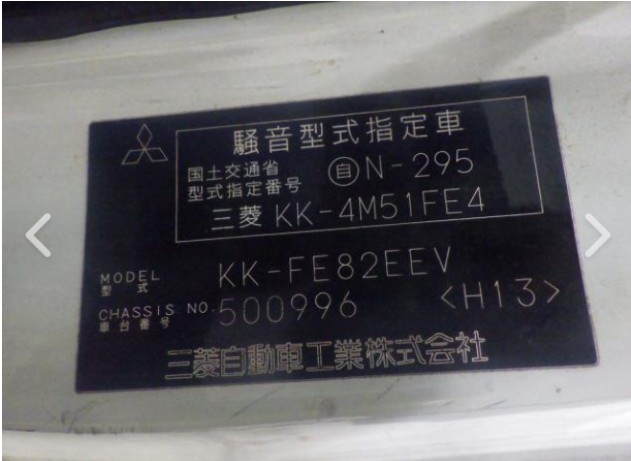 騒音型式指定車
国土交通省
型式指定番号 自N-295
三菱 KK-4M51FE4
MODEL
型式 KK-FE82EEV
CHASSIS NO.
車台番号 500996 <H13>
三菱自動車工業株式会社